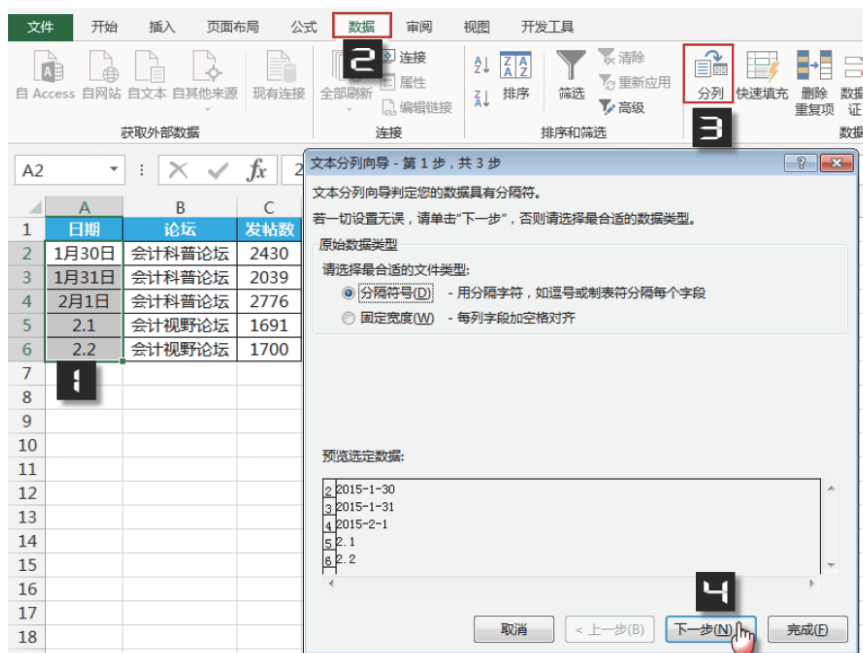 文件 开始 插入 页面布局 公式 数据 审阅 视图 开发工具
2
自 Access 自网站 自文本 自其他来源 现有连接 全部刷新 连接 属性 编辑链接 排序 筛选 清除 重新应用 高级 分列 快速填充 删除重复项
3
获取外部数据 连接 排序和筛选
A2 fx 2
A B C
1 日期 论坛 发帖数
2 1月30日 会计科普论坛 2430
3 1月31日 会计科普论坛 2039
4 2月1日 会计科普论坛 2776
5 2.1 会计视野论坛 1691
6 2.2 会计视野论坛 1700
7
1
8
9
10
11
12
13
14
15
16
17
18
文本分列向导 - 第 1 步，共 3 步
文本分列向导判定您的数据具有分隔符。
若一切设置无误，请单击“下一步”，否则请选择最合适的数据类型。
原始数据类型
请选择最合适的文件类型:
分隔符号(D) - 用分隔字符，如逗号或制表符分隔每个字段
固定宽度(W) - 每列字段加空格对齐
预览选定数据:
2 2015-1-30
3 2015-1-31
4 2015-2-1
5 2.1
6 2.2
4
取消 < 上一步(B) 下一步(N) 完成(F)